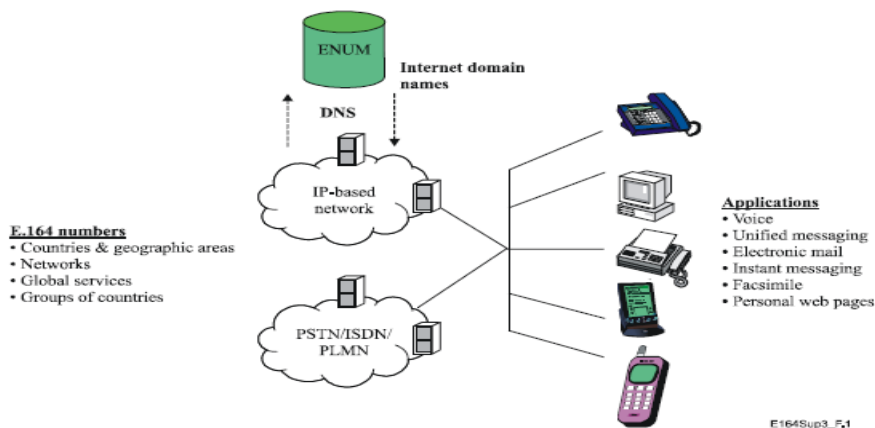 ENUM
Internet domain
names
DNS
IP-based
network
E.164 numbers
• Countries & geographic areas
• Networks
• Global services
• Groups of countries
PSTN/ISDN/
PLMN
Applications
• Voice
• Unified messaging
• Electronic mail
• Instant messaging
• Facsimile
• Personal web pages
E164Sup3_F.1